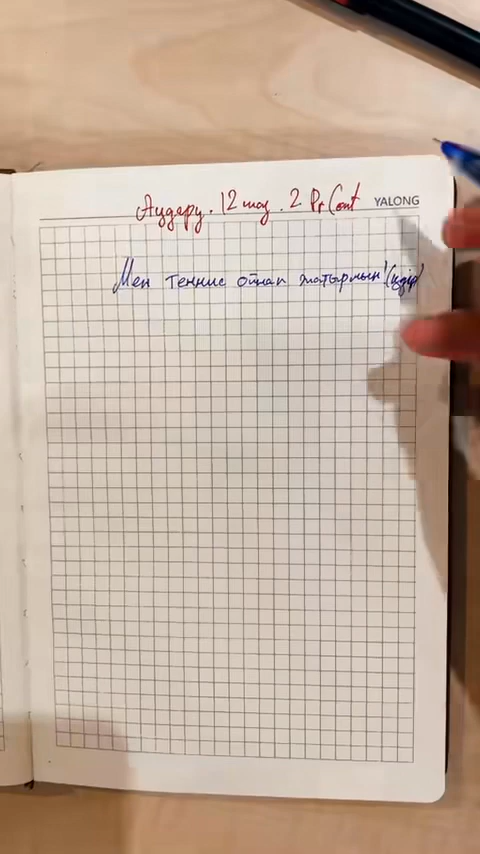 Аудару. 12 шақ. 2 Pr Cont YALONG
Мен теннис ойнап жатырмын